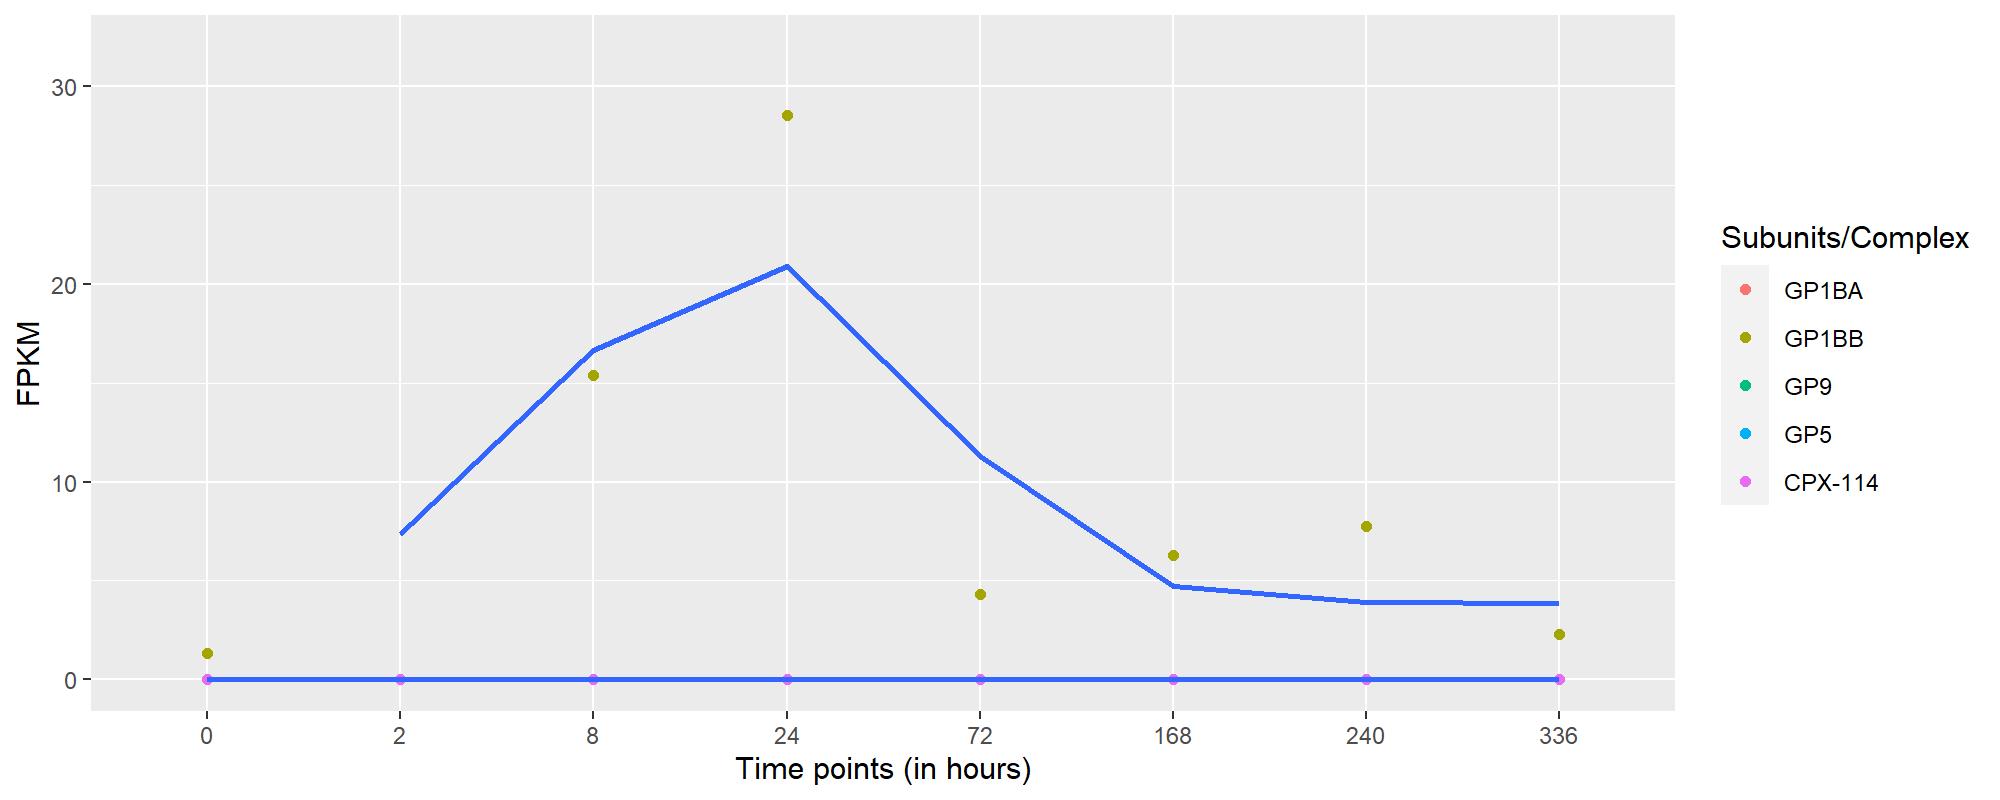 FPKM
30
20
10
0
0 2 8 24 72 168 240 336
Time points (in hours)
Subunits/Complex
GP1BA
GP1BB
GP9
GP5
CPX-114